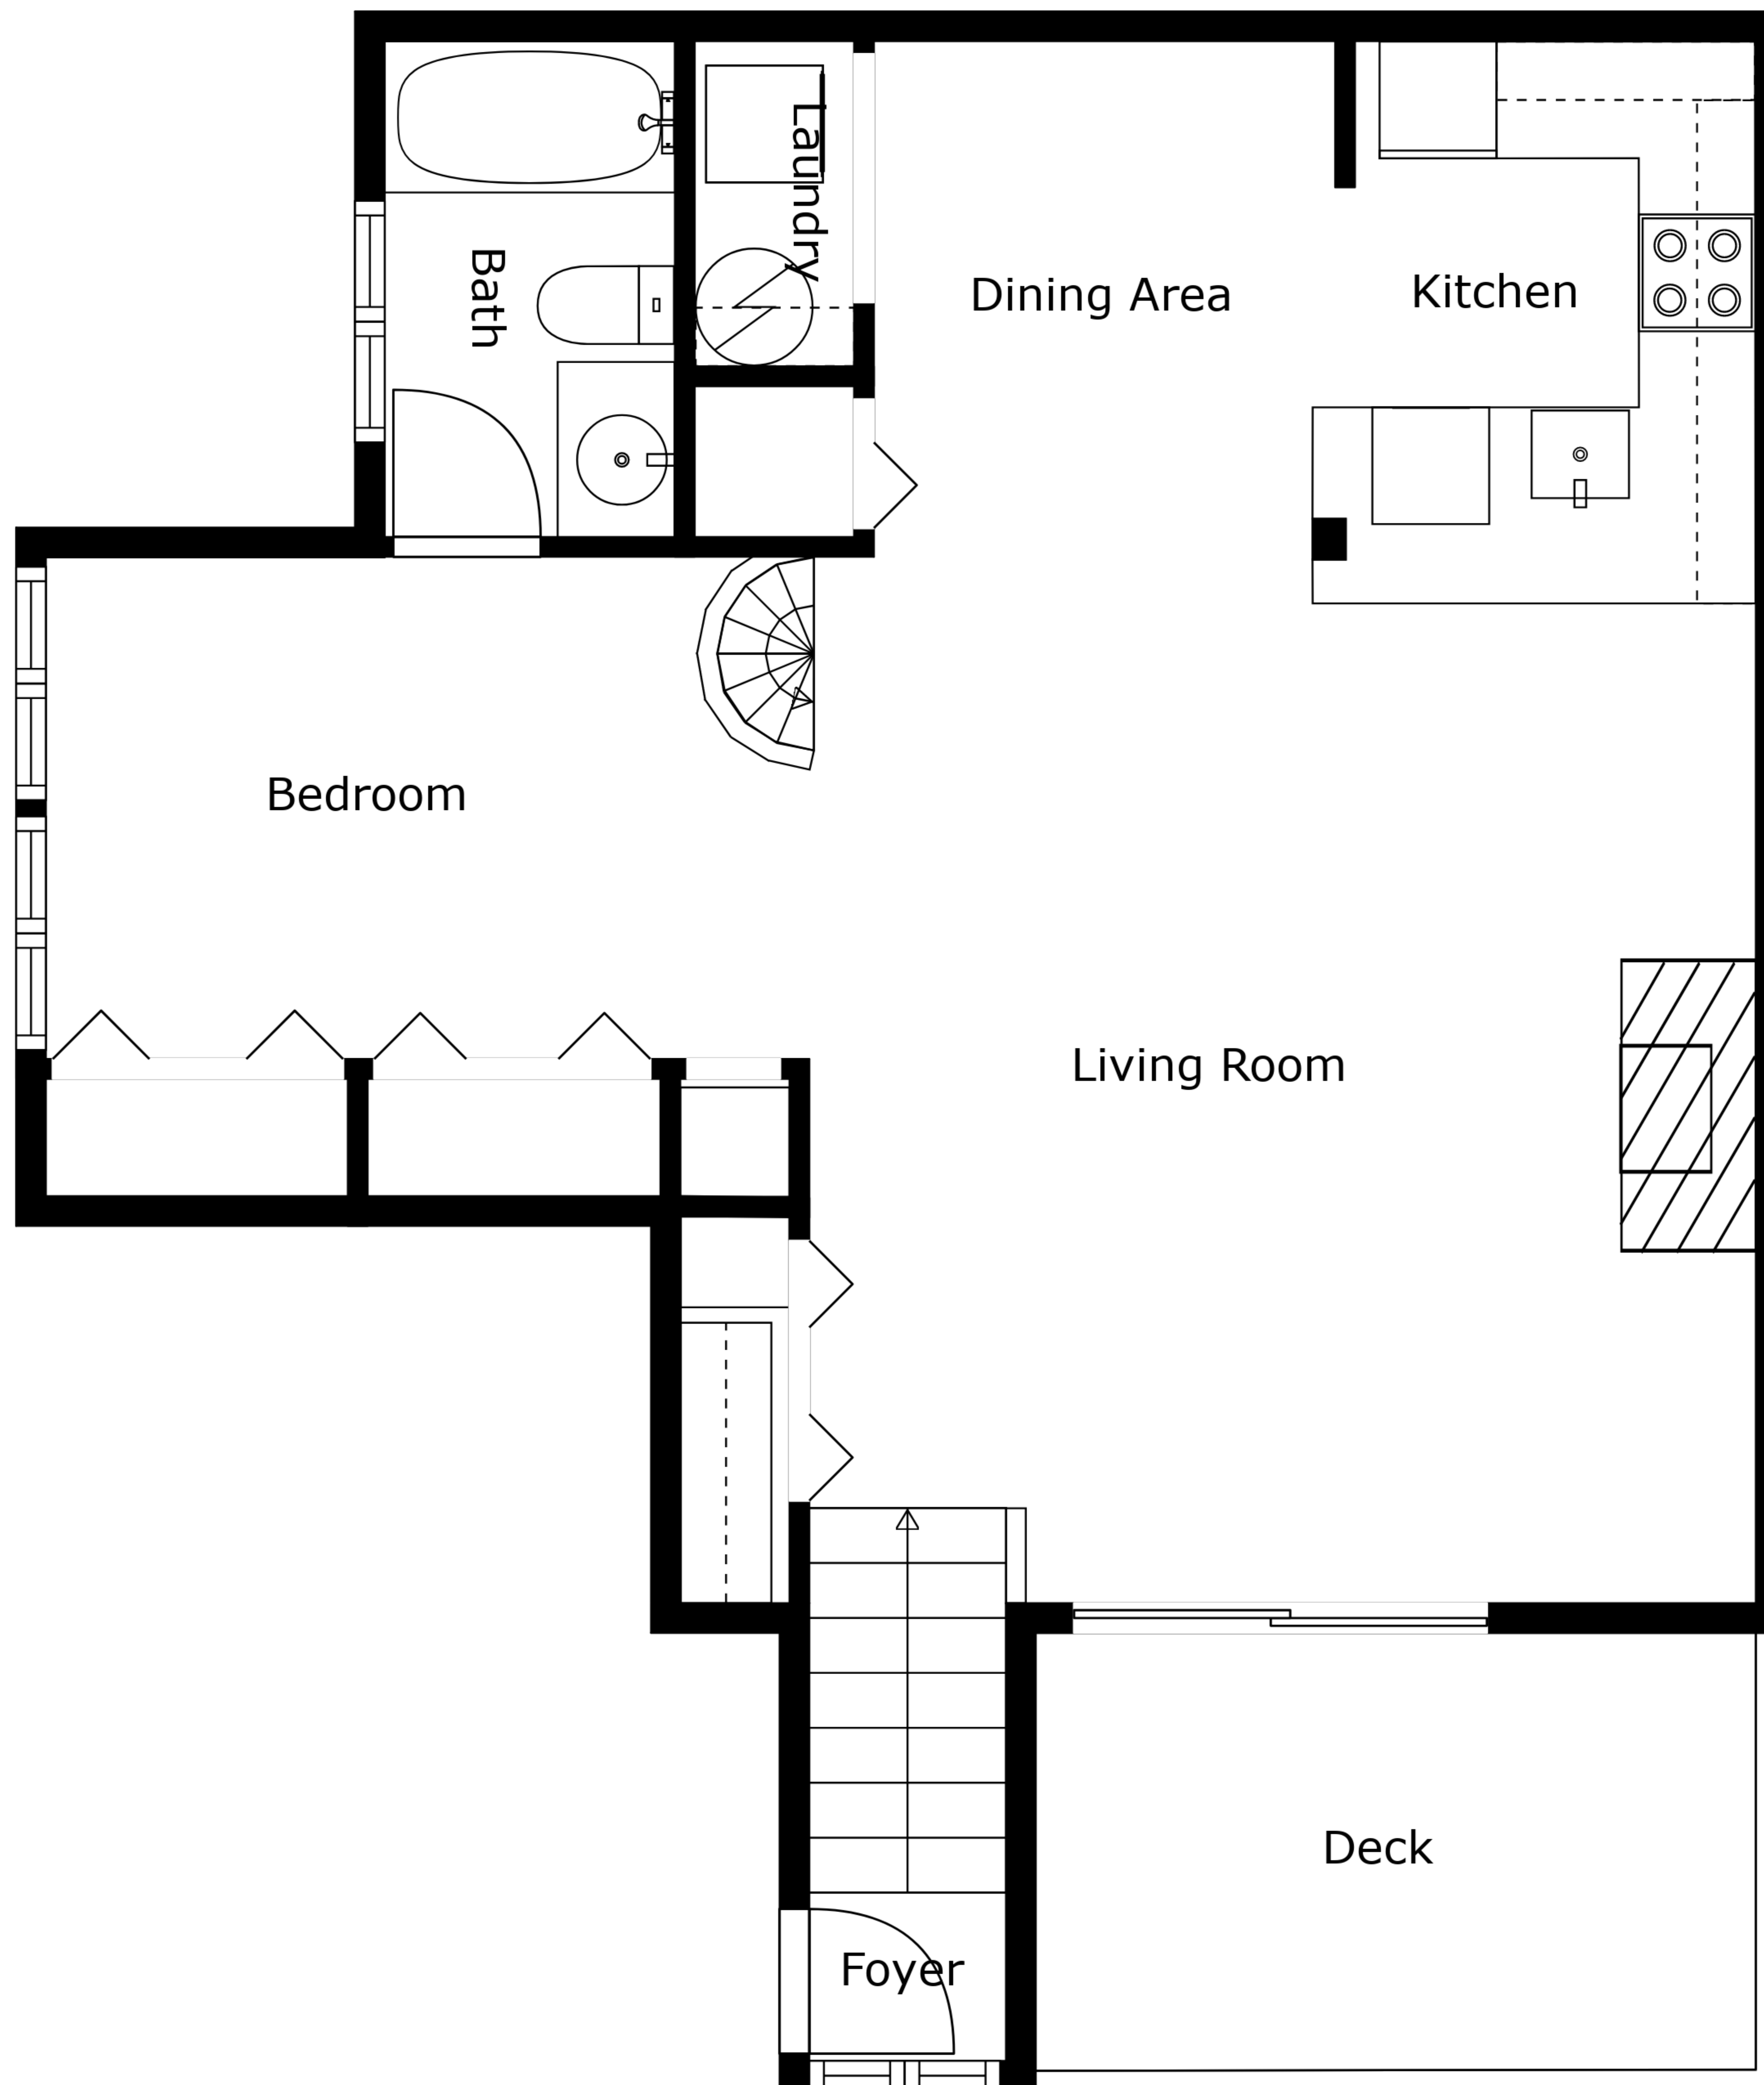 Laundry
Bath
Dining Area
Kitchen
Bedroom
Living Room
Deck
Foyer